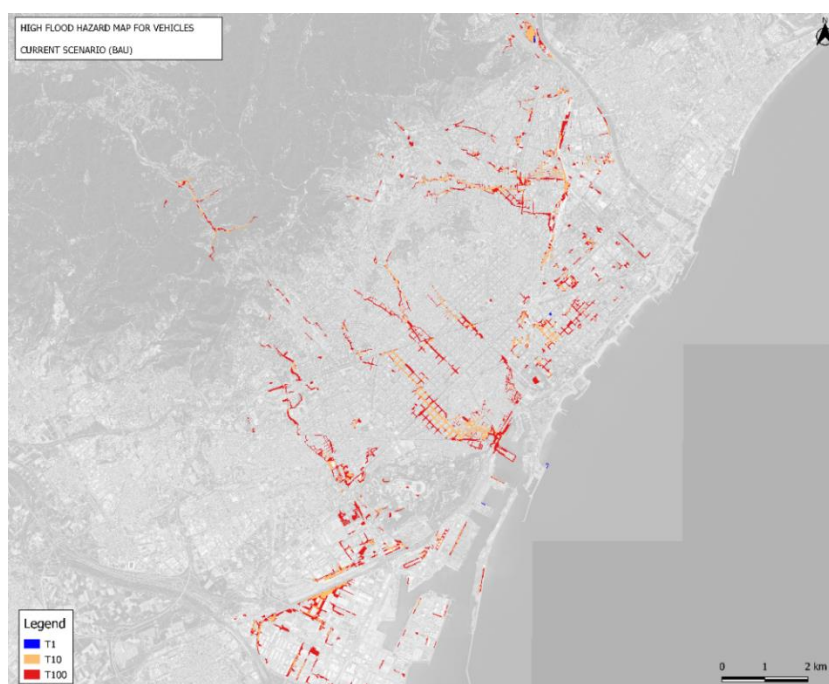 HIGH FLOOD HAZARD MAP FOR VEHICLES
CURRENT SCENARIO (BAU)
N
Legend
T1
T10
T100
0 1 2 km